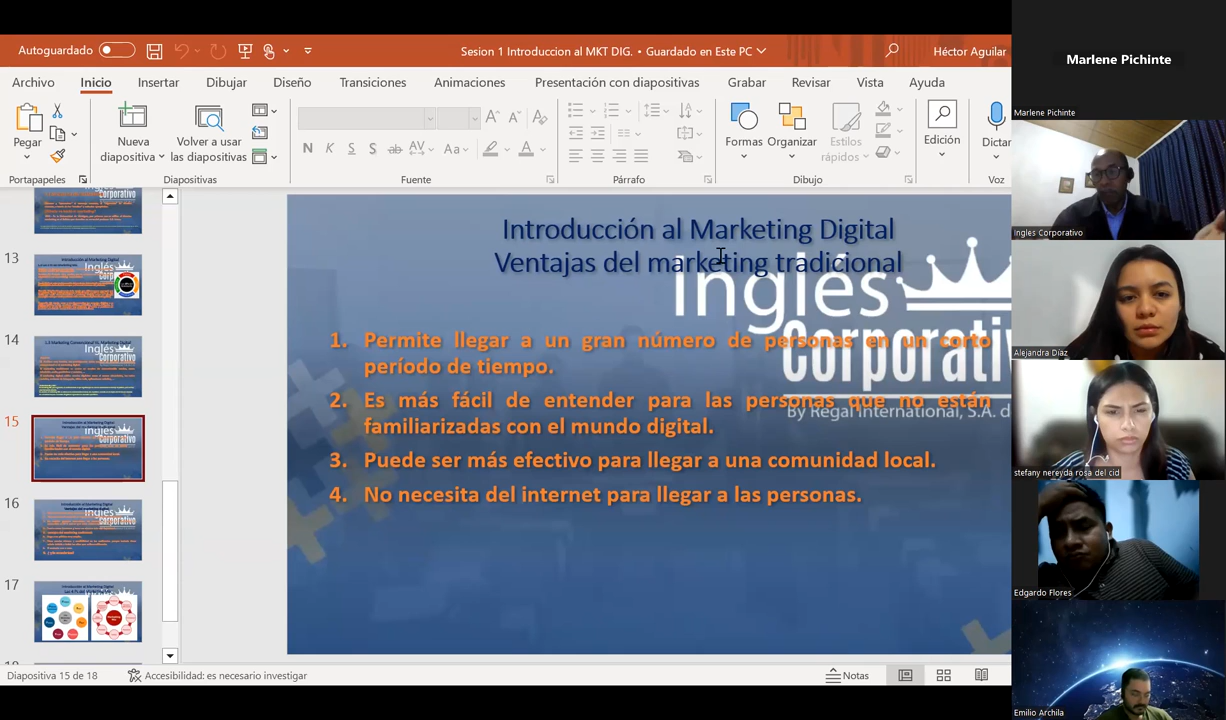 Autoguardado
Sesion 1 Introduccion al MKT DIG. • Guardado en Este PC
Héctor Aguilar
Archivo Inicio Insertar Dibujar Diseño Transiciones Animaciones Presentación con diapositivas Grabar Revisar Vista Ayuda
Pegar
Nueva diapositiva
Volver a usar las diapositivas
N K S S ab AV Aa A
Formas
Organizar
Estilos rápidos
Edición
Dictar
Portapapeles
Diapositivas
Fuente
Párrafo
Dibujo
Voz
13
14
15
16
17
Introducción al Marketing Digital
Ventajas del marketing tradicional
Inglés
Corporativo
By Regal International, S.A. d
1. Permite llegar a un gran número de personas en un corto
período de tiempo.
2. Es más fácil de entender para las personas que no están
familiarizadas con el mundo digital.
3. Puede ser más efectivo para llegar a una comunidad local.
4. No necesita del internet para llegar a las personas.
Diapositiva 15 de 18
Accesibilidad: es necesario investigar
Notas
Marlene Pichinte
Marlene Pichinte
Ingles Corporativo
Alejandra Díaz
stefany nereyda rosa del cid
Edgardo Flores
Emilio Archila